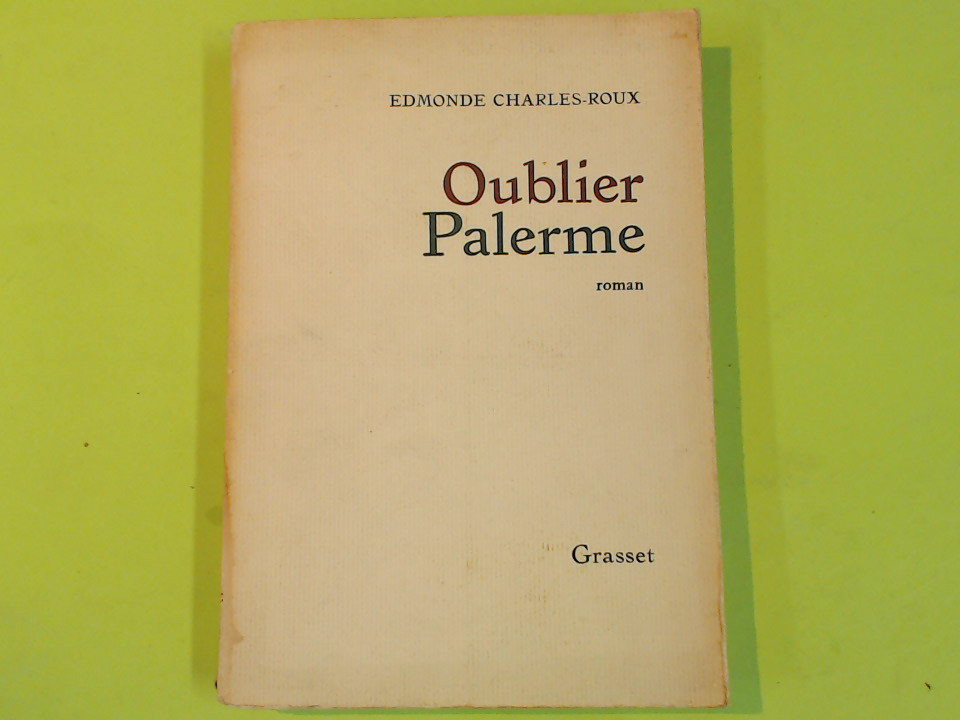 EDMONDE CHARLES-ROUX
Oublier
Palerme
roman
Grasset